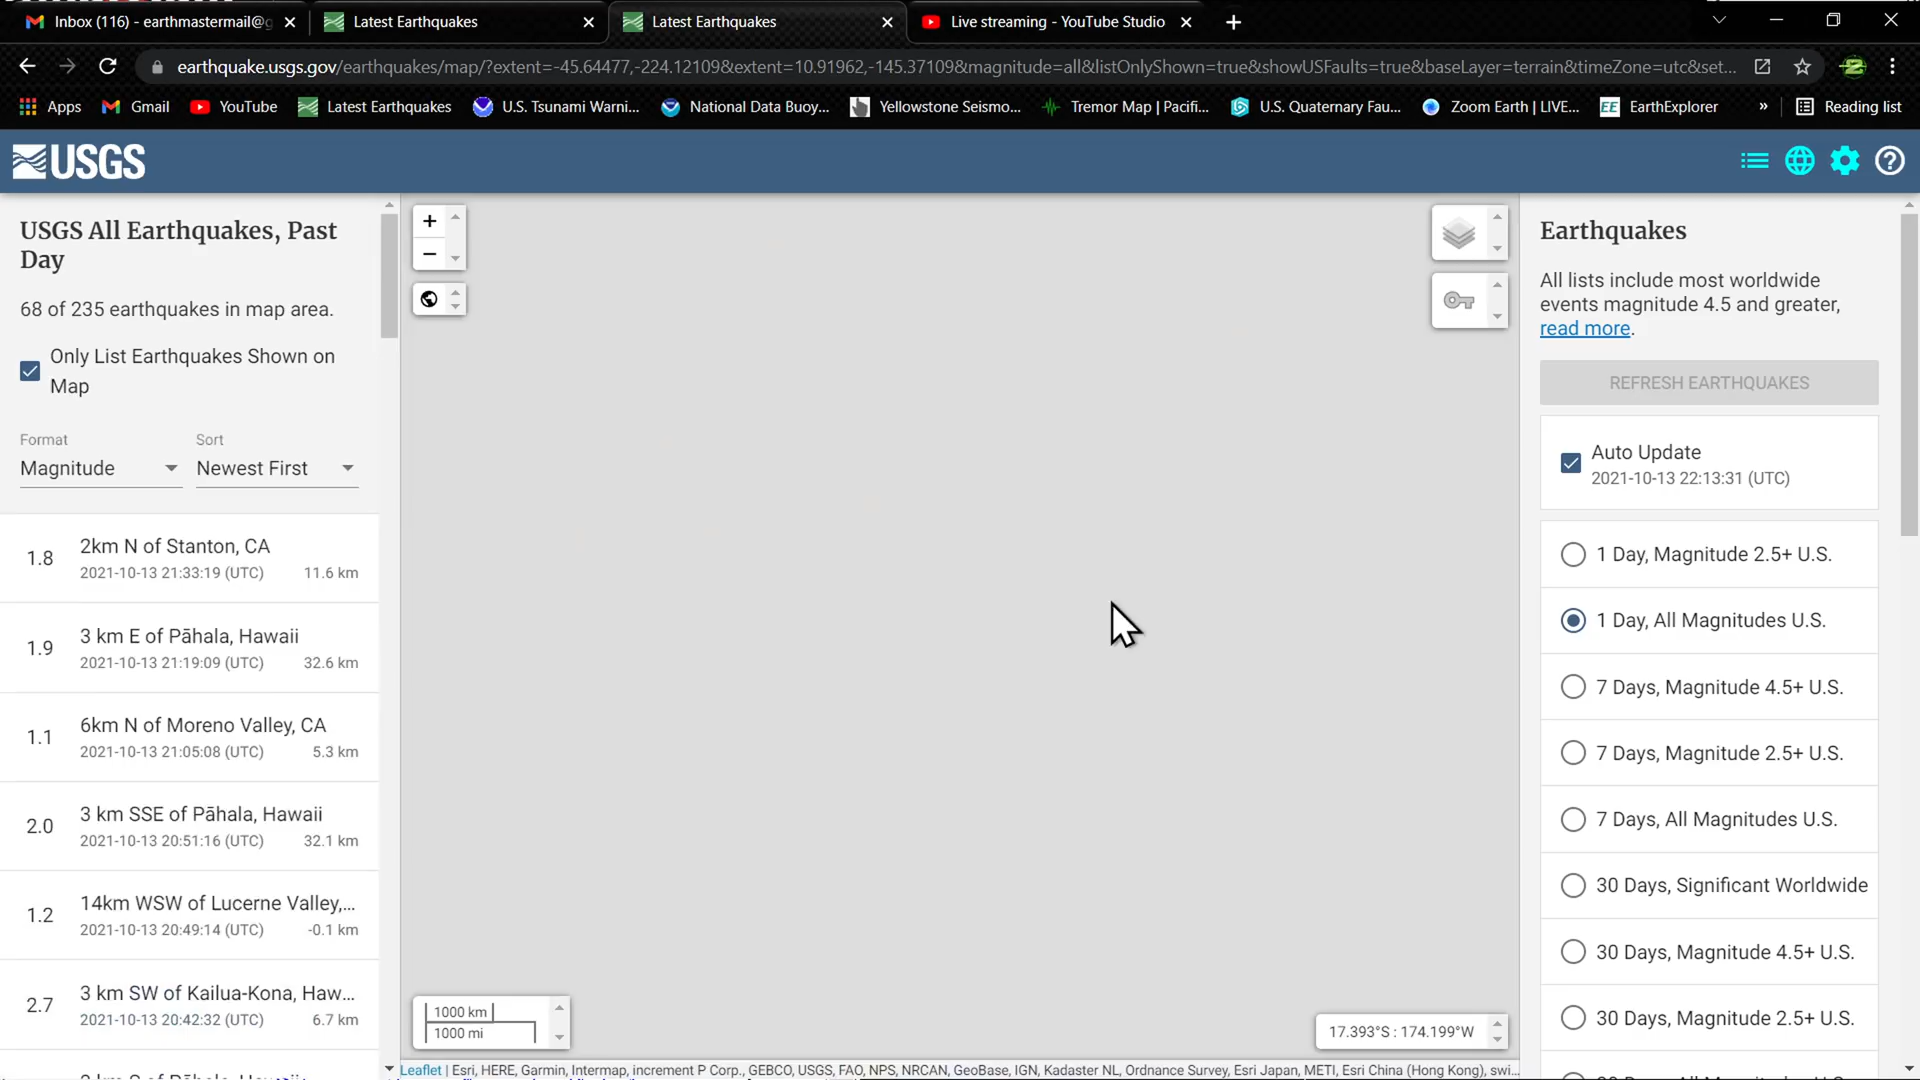 Inbox (116) - earthmastermail@g
Latest Earthquakes
Latest Earthquakes
Live streaming - YouTube Studio
earthquake.usgs.gov/earthquakes/map/?extent=-45.64477,-224.12109&extent=10.91962,-145.37109&magnitude=all&listOnlyShown=true&showUSFaults=true&baseLayer=terrain&timeZone=utc&set...
Apps
Gmail
YouTube
Latest Earthquakes
U.S. Tsunami Warni...
National Data Buoy...
Yellowstone Seismo...
Tremor Map | Pacifi...
U.S. Quaternary Fau...
Zoom Earth | LIVE...
EE EarthExplorer
»
Reading list
USGS
USGS All Earthquakes, Past
Day
68 of 235 earthquakes in map area.
Only List Earthquakes Shown on
Map
Format
Magnitude
Sort
Newest First
1.8
2km N of Stanton, CA
2021-10-13 21:33:19 (UTC) 11.6 km
1.9
3 km E of Pāhala, Hawaii
2021-10-13 21:19:09 (UTC) 32.6 km
1.1
6km N of Moreno Valley, CA
2021-10-13 21:05:08 (UTC) 5.3 km
2.0
3 km SSE of Pāhala, Hawaii
2021-10-13 20:51:16 (UTC) 32.1 km
1.2
14km WSW of Lucerne Valley,...
2021-10-13 20:49:14 (UTC) -0.1 km
2.7
3 km SW of Kailua-Kona, Haw...
2021-10-13 20:42:32 (UTC) 6.7 km
+
−
1000 km
1000 mi
17.393°S : 174.199°W
Leaflet | Esri, HERE, Garmin, Intermap, increment P Corp., GEBCO, USGS, FAO, NPS, NRCAN, GeoBase, IGN, Kadaster NL, Ordnance Survey, Esri Japan, METI, Esri China (Hong Kong), swi...
Earthquakes
All lists include most worldwide
events magnitude 4.5 and greater,
read more.
REFRESH EARTHQUAKES
Auto Update
2021-10-13 22:13:31 (UTC)
1 Day, Magnitude 2.5+ U.S.
1 Day, All Magnitudes U.S.
7 Days, Magnitude 4.5+ U.S.
7 Days, Magnitude 2.5+ U.S.
7 Days, All Magnitudes U.S.
30 Days, Significant Worldwide
30 Days, Magnitude 4.5+ U.S.
30 Days, Magnitude 2.5+ U.S.